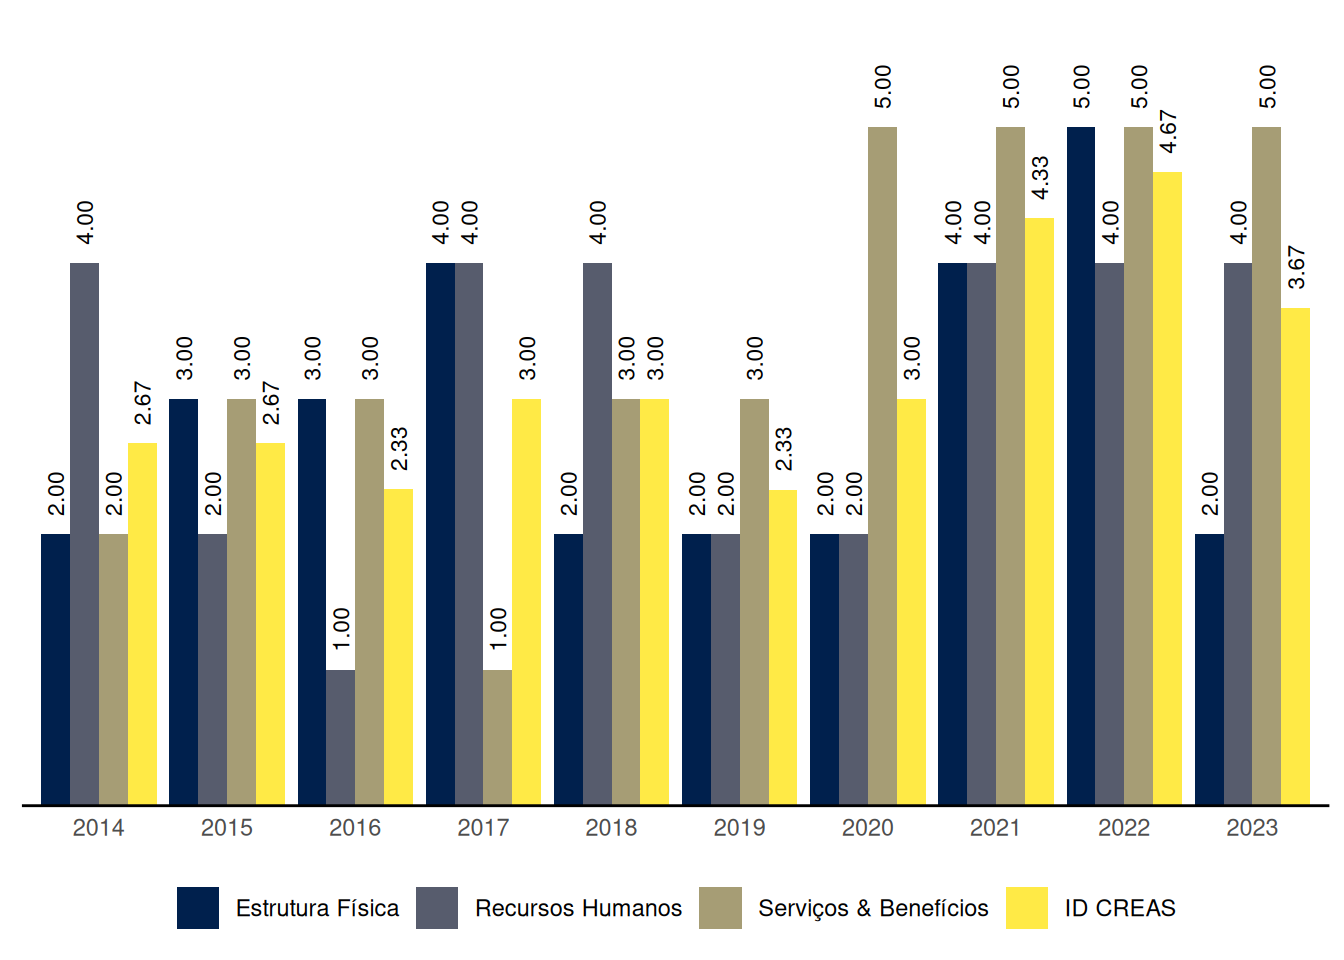 2.00 4.00 2.00 2.67
3.00 2.00 3.00 2.67
3.00 1.00 3.00 2.33
4.00 4.00 1.00 3.00
2.00 4.00 3.00 3.00
2.00 2.00 3.00 2.33
2.00 2.00 5.00 3.00
4.00 4.00 5.00 4.33
5.00 4.00 5.00 4.67
2.00 4.00 5.00 3.67
2014 2015 2016 2017 2018 2019 2020 2021 2022 2023
Estrutura Física Recursos Humanos Serviços & Benefícios ID CREAS